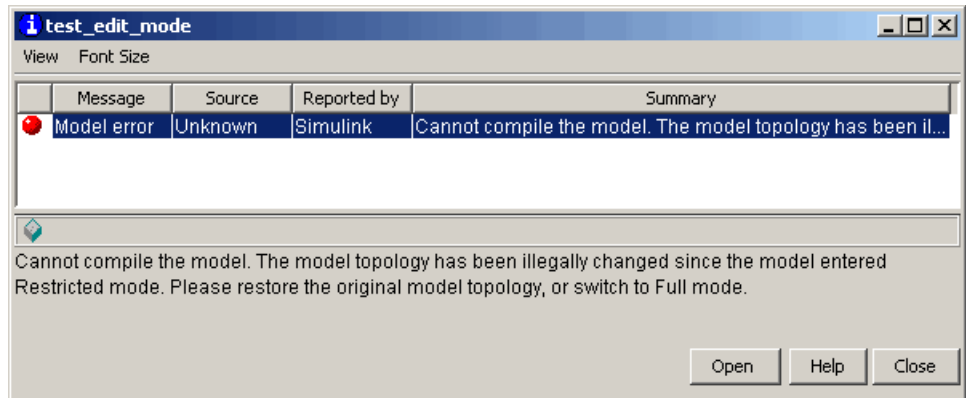 test_edit_mode
View Font Size
Message Source Reported by Summary
Model error Unknown Simulink Cannot compile the model. The model topology has been il...
Cannot compile the model. The model topology has been illegally changed since the model entered
Restricted mode. Please restore the original model topology, or switch to Full mode.
Open Help Close